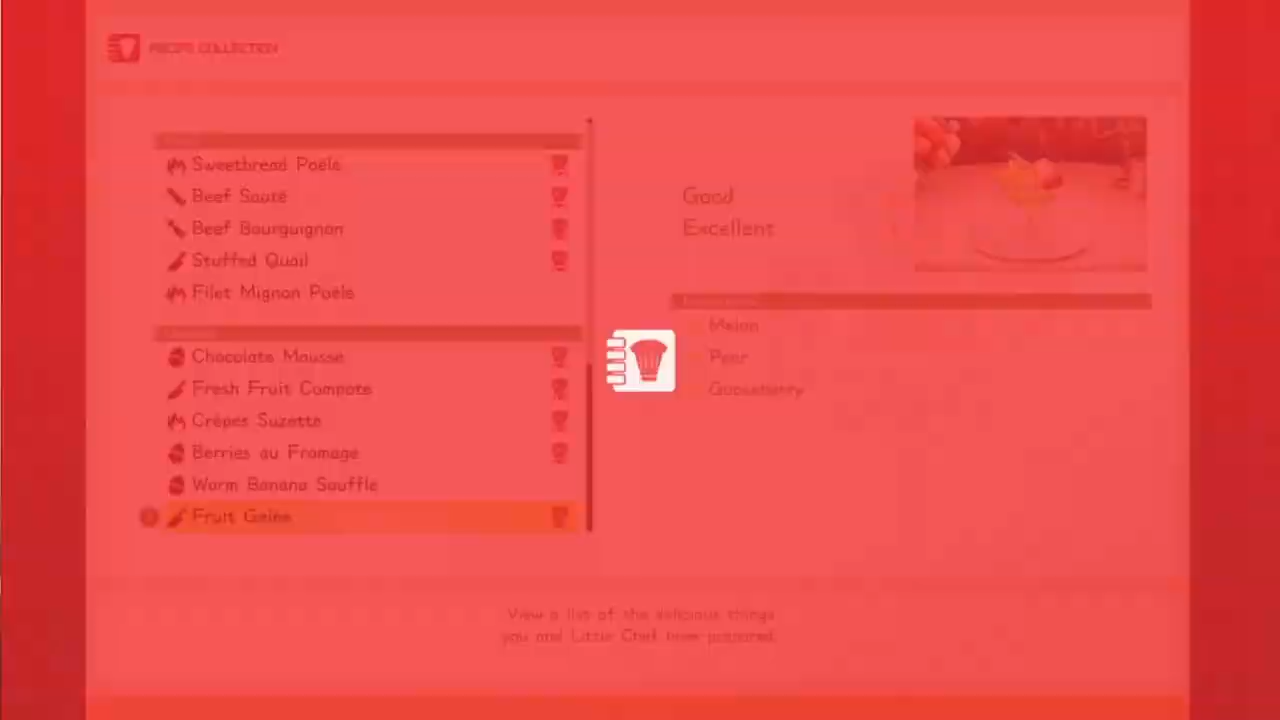 RECIPE COLLECTION
Sweetbread Poêlé
Beef Sauté
Beef Bourguignon
Stuffed Quail
Filet Mignon Poêlé
Chocolate Mousse
Fresh Fruit Compote
Crêpes Suzette
Berries au Fromage
Warm Banana Soufflé
Fruit Gelée
Good
Excellent
Melon
Pear
Gooseberry
View a list of the delicious things
you and Little Chef have prepared.